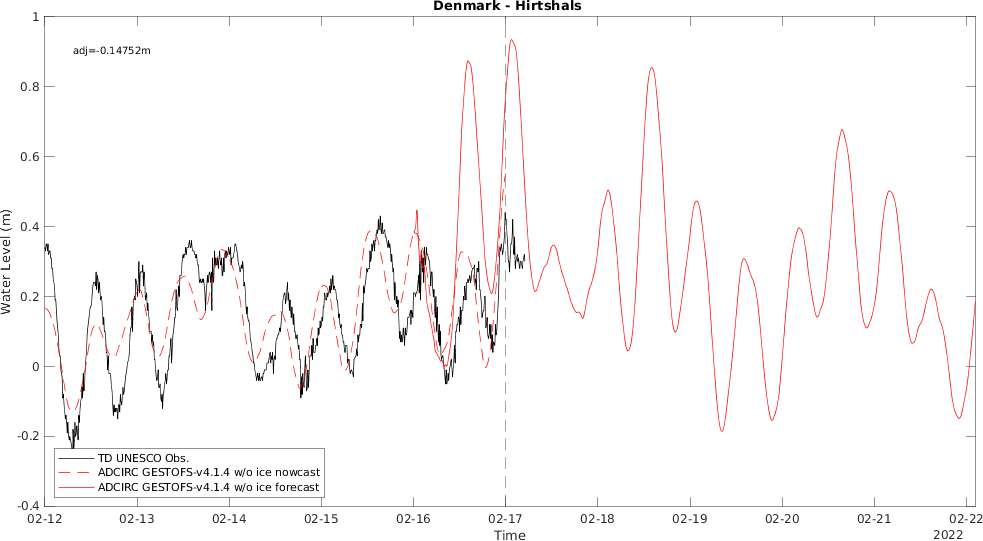 Denmark - Hirtshals
adj=-0.14752m
1
0.8
0.6
0.4
0.2
0
-0.2
-0.4
Water Level (m)
TD UNESCO Obs.
ADCIRC GESTOFS-v4.1.4 w/o ice nowcast
ADCIRC GESTOFS-v4.1.4 w/o ice forecast
02-12 02-13 02-14 02-15 02-16 02-17 02-18 02-19 02-20 02-21 02-22
Time
2022